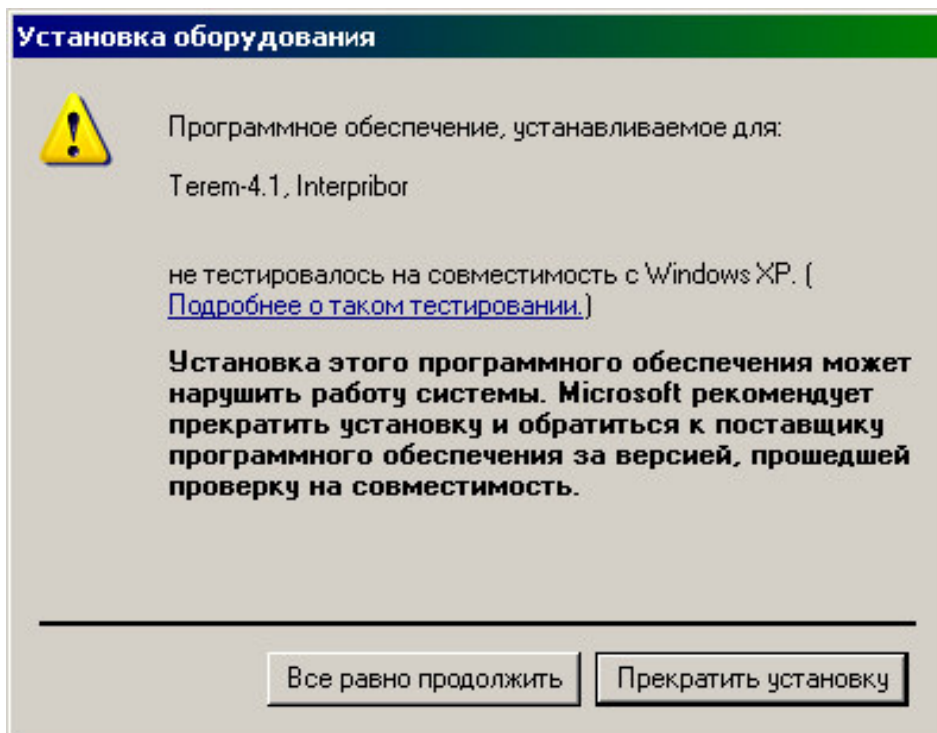 Установка оборудования
Программное обеспечение, устанавливаемое для:
Terem-4.1, Interpribor
не тестировалось на совместимость с Windows XP. (
Подробнее о таком тестировании.)
Установка этого программного обеспечения может
нарушить работу системы. Microsoft рекомендует
прекратить установку и обратиться к поставщику
программного обеспечения за версией, прошедшей
проверку на совместимость.
Все равно продолжить
Прекратить установку